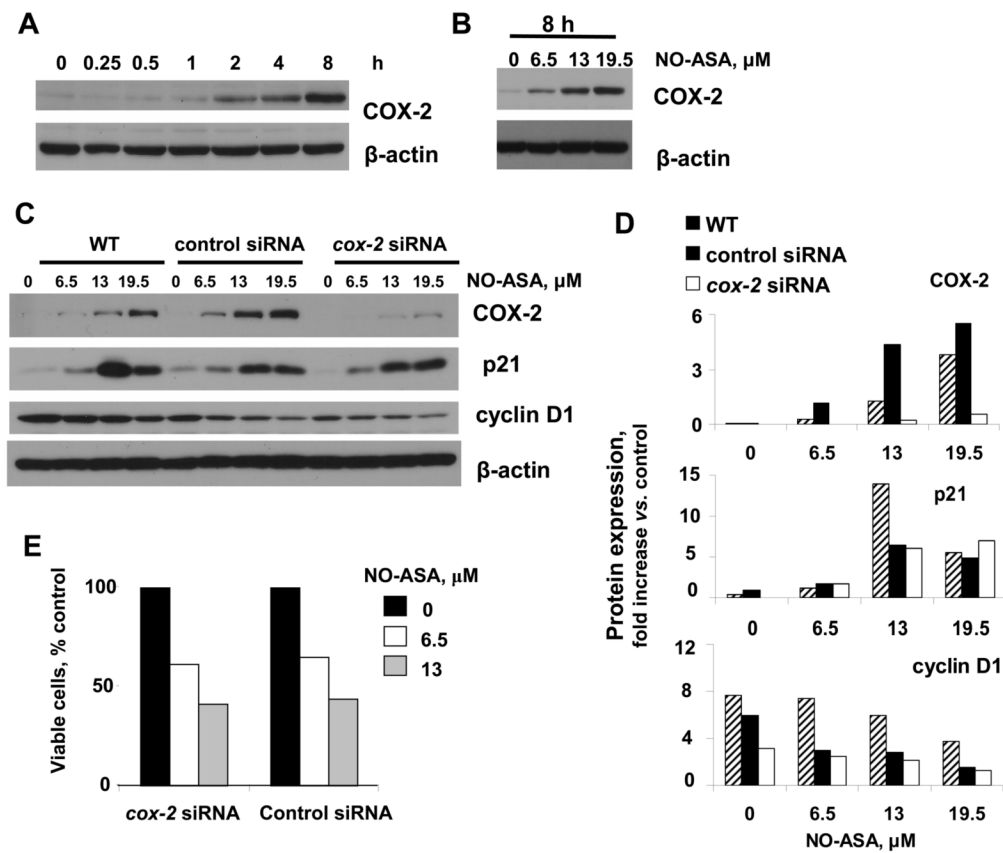 A
0 0.25 0.5 1 2 4 8 h
COX-2
β-actin
B
8 h
0 6.5 13 19.5 NO-ASA, μM
COX-2
β-actin
C
WT control siRNA cox-2 siRNA
0 6.5 13 19.5 0 6.5 13 19.5 0 6.5 13 19.5 NO-ASA, μM
COX-2
p21
cyclin D1
β-actin
D
WT
control siRNA
cox-2 siRNA
COX-2
6
3
0
0 6.5 13 19.5
p21
15
10
5
0
0 6.5 13 19.5
cyclin D1
12
8
4
0
0 6.5 13 19.5
NO-ASA, μM
Protein expression,
fold increase vs. control
E
NO-ASA, μM
0
6.5
13
Viable cells, % control
100
50
0
cox-2 siRNA Control siRNA